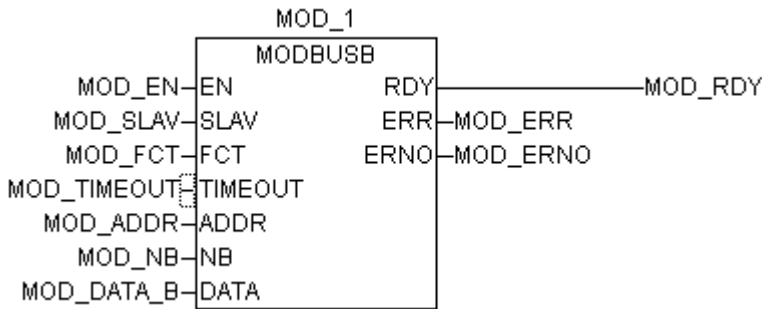 MOD_1
MODBUSB
MOD_EN EN RDY MOD_RDY
MOD_SLAV SLAV ERR MOD_ERR
MOD_FCT FCT ERNO MOD_ERNO
MOD_TIMEOUT TIMEOUT
MOD_ADDR ADDR
MOD_NB NB
MOD_DATA_B DATA